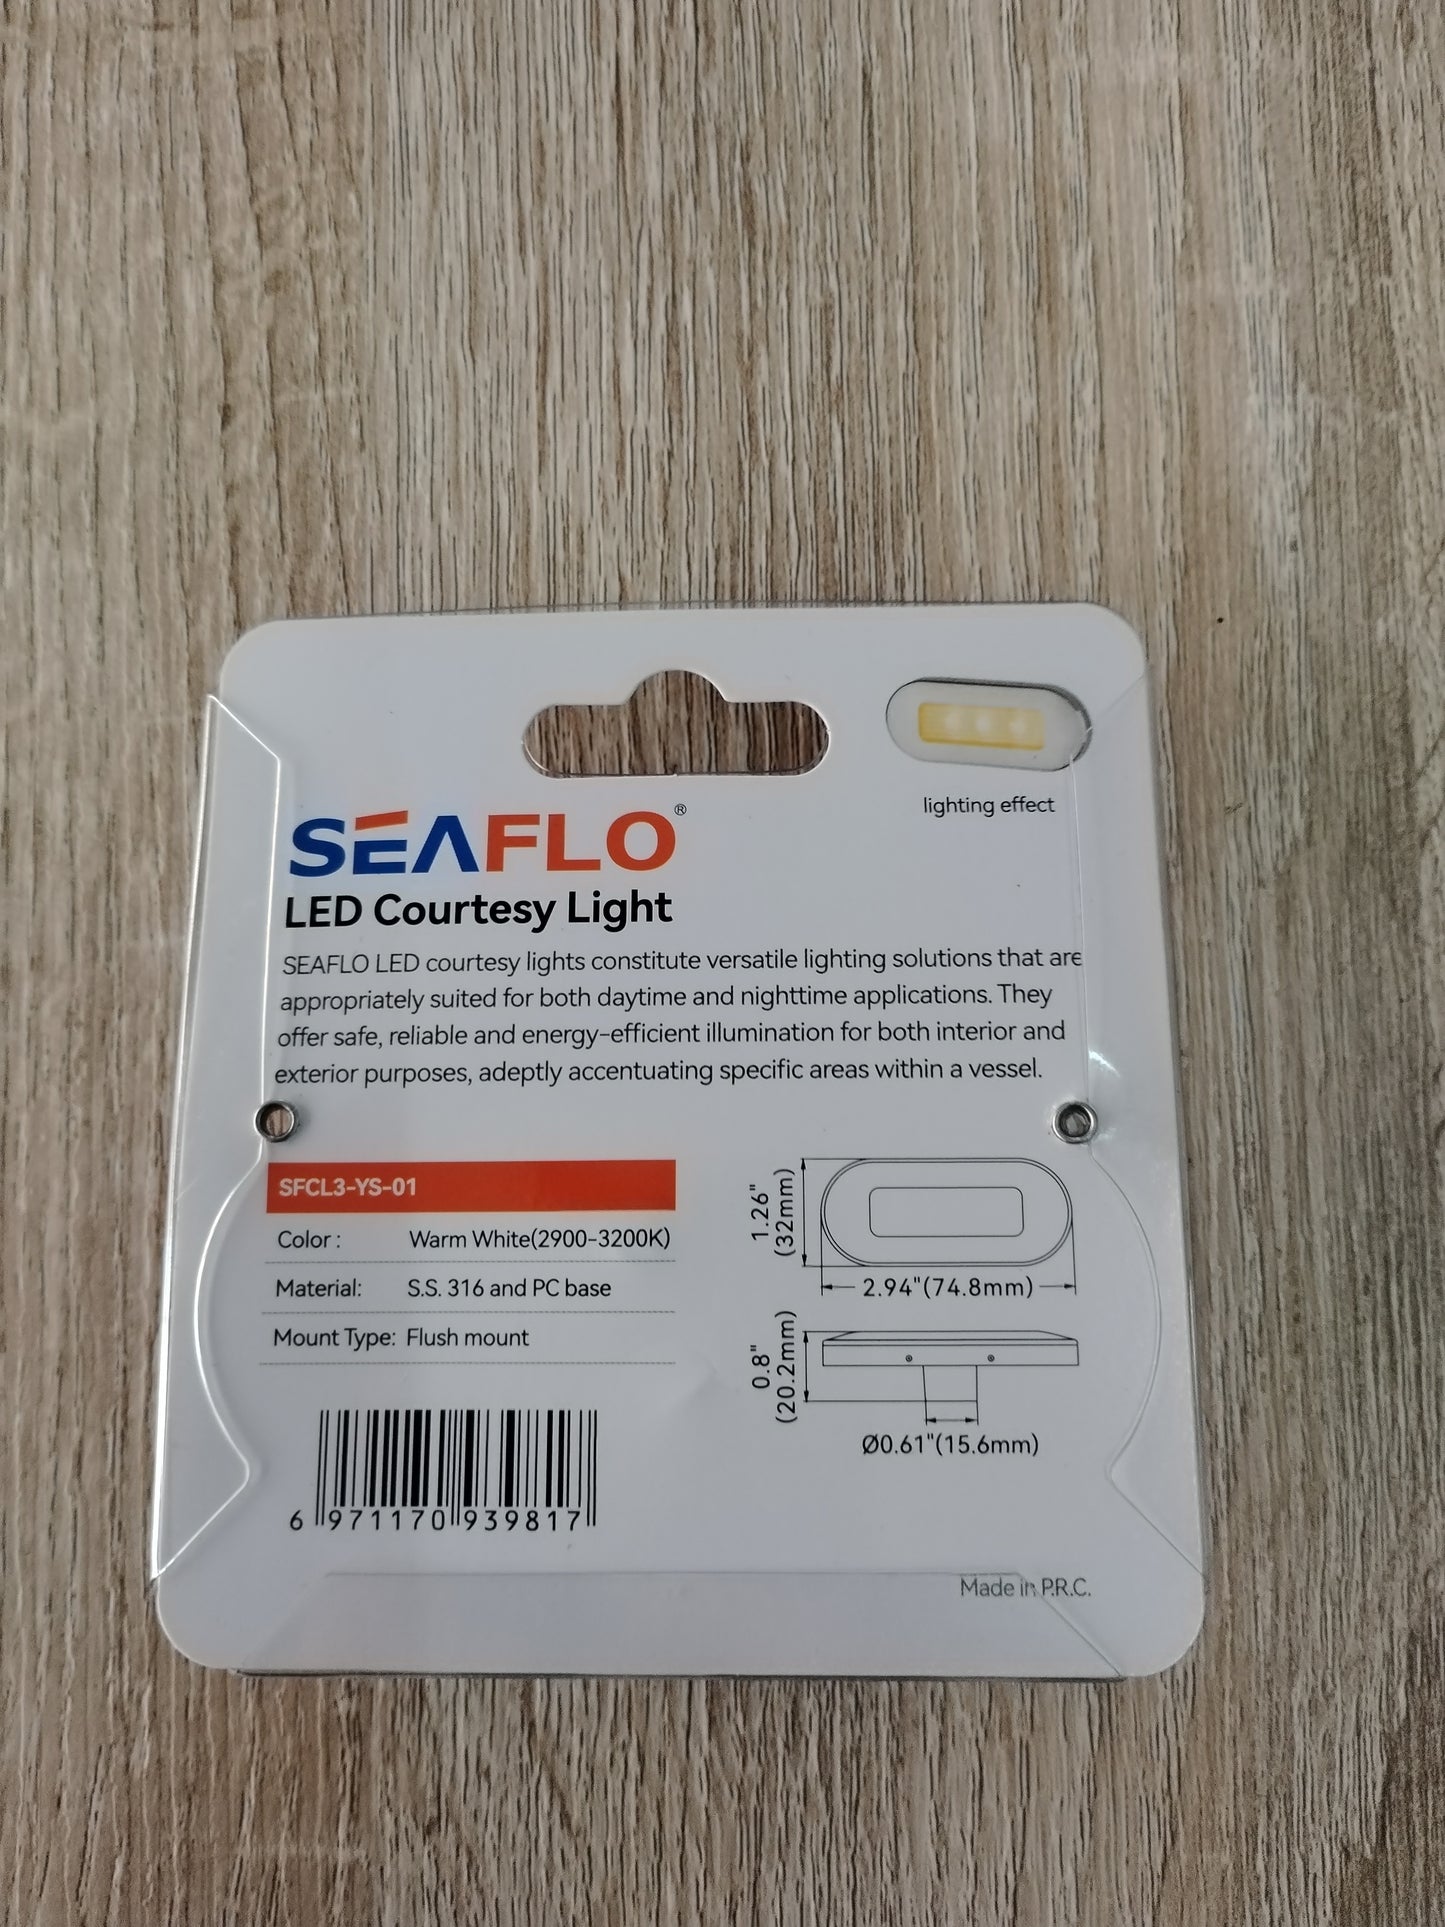 lighting effect
SEAFLO®
LED Courtesy Light
SEAFLO LED courtesy lights constitute versatile lighting solutions that are
appropriately suited for both daytime and nighttime applications. They
offer safe, reliable and energy-efficient illumination for both interior and
exterior purposes, adeptly accentuating specific areas within a vessel.
SFCL3-YS-01
Color : Warm White(2900-3200K)
Material: S.S. 316 and PC base
Mount Type: Flush mount
1.26"
(32mm)
2.94"(74.8mm)
0.8"
(20.2mm)
Ø0.61"(15.6mm)
6 971170 939817
Made in P.R.C.